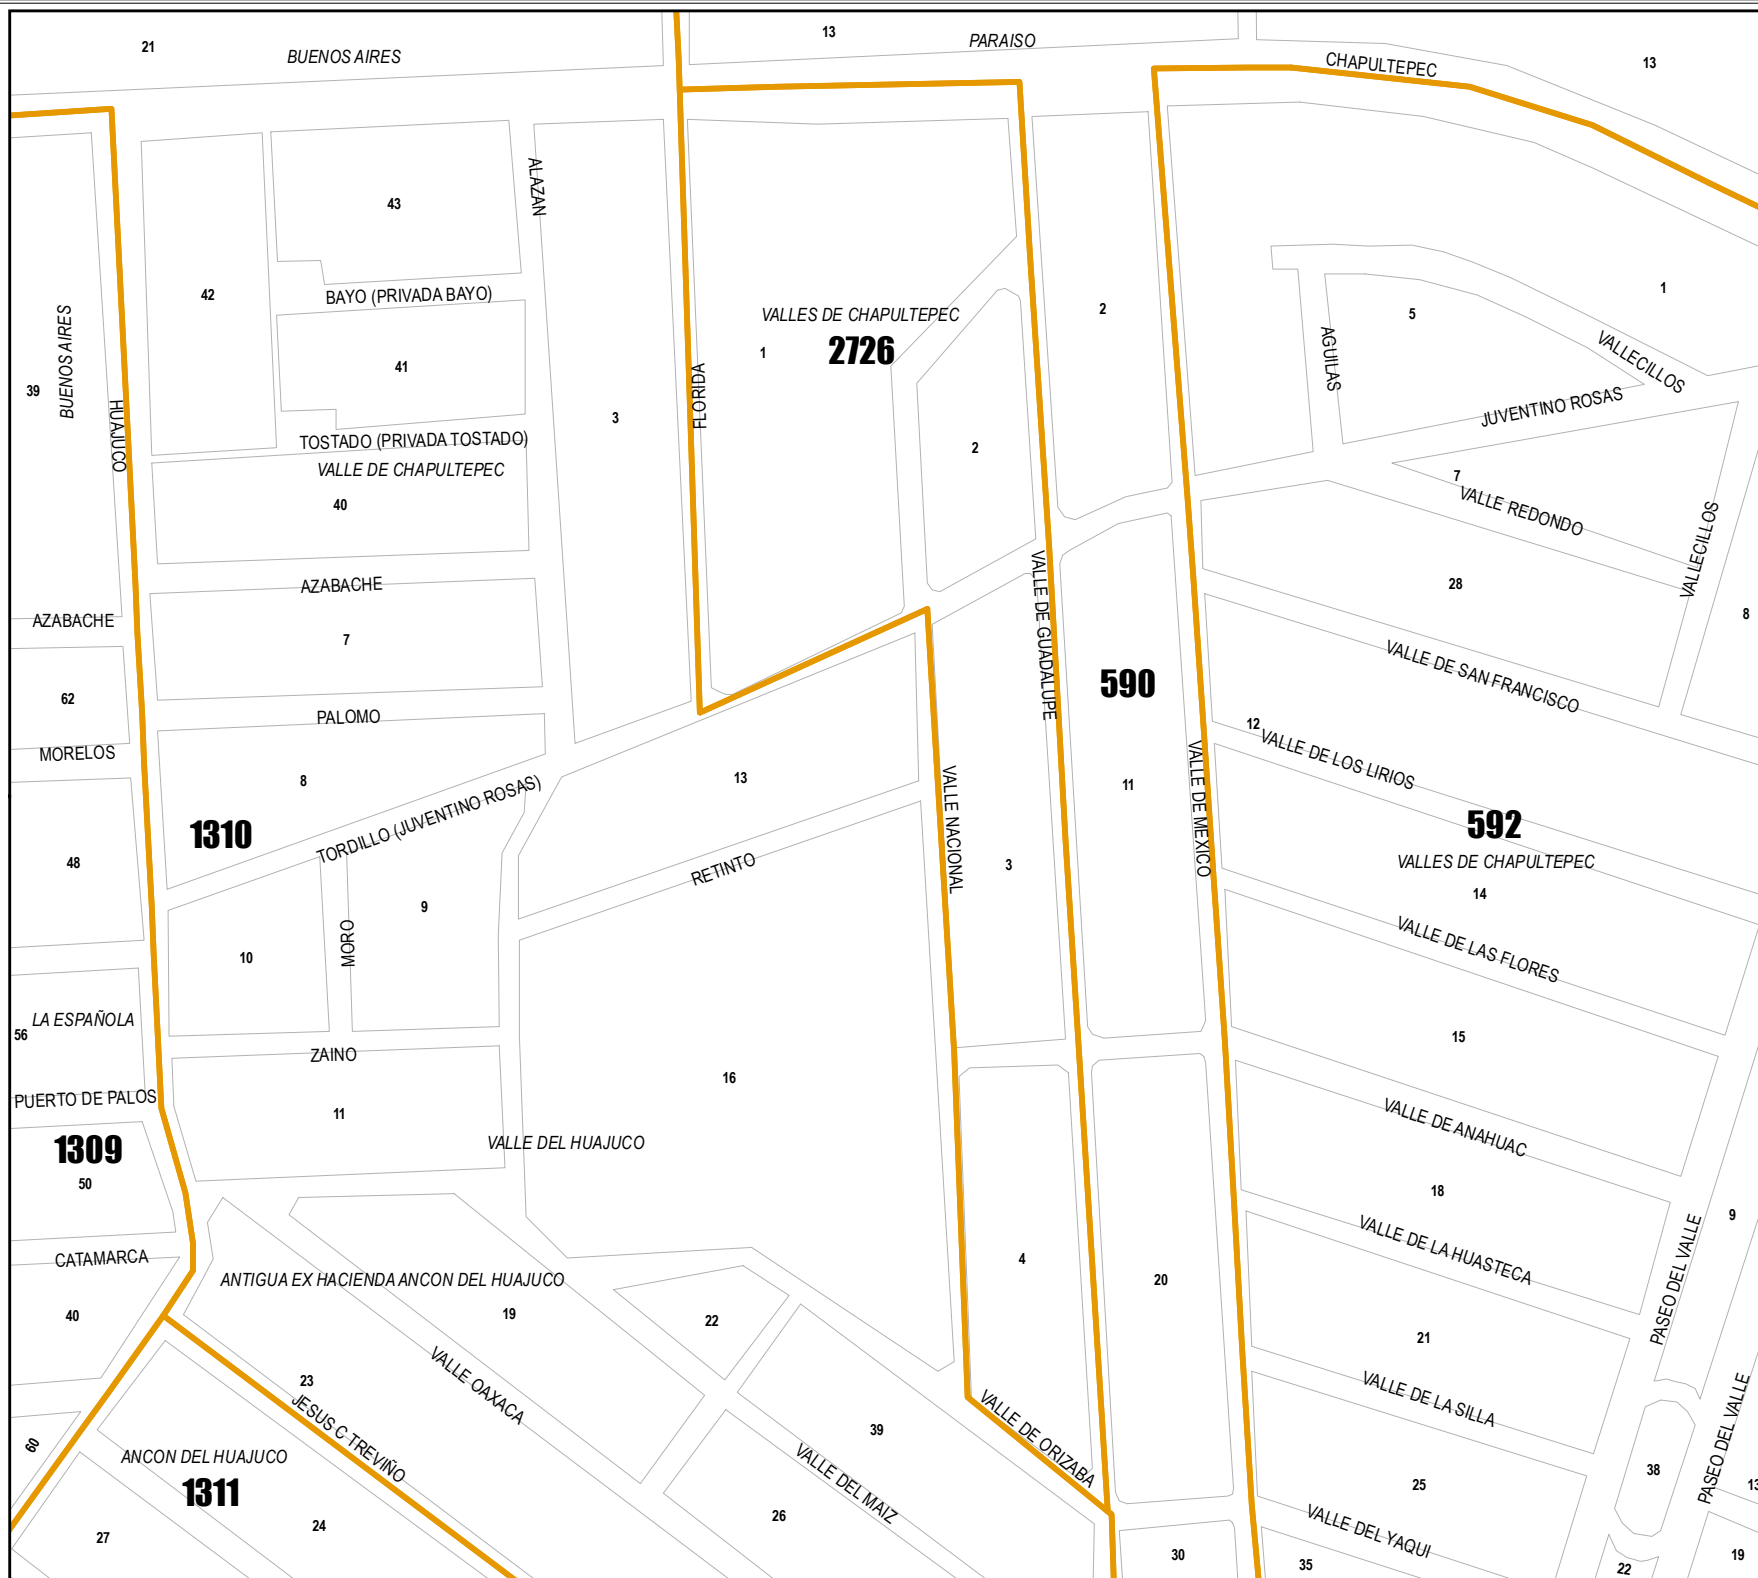 21
BUENOS AIRES
13
PARAISO
CHAPULTEPEC
13
43
ALAZAN
42
BAYO (PRIVADA BAYO)
VALLES DE CHAPULTEPEC
2726
1
2
1
5
BUENOS AIRES
39
41
AGUILAS
VALLECILLOS
HUAJUCO
3
FLORIDA
JUVENTINO ROSAS
TOSTADO (PRIVADA TOSTADO)
VALLE DE CHAPULTEPEC
2
7
VALLE REDONDO
40
VALLECILLOS
AZABACHE
28
AZABACHE
7
VALLE DE GUADALUPE
8
VALLE DE SAN FRANCISCO
62
590
PALOMO
12
VALLE DE LOS LIRIOS
MORELOS
8
13
11
VALLE DE MEXICO
1310
TORDILLO (JUVENTINO ROSAS)
VALLE NACIONAL
592
48
RETINTO
3
VALLES DE CHAPULTEPEC
14
9
MORO
10
VALLE DE LAS FLORES
LA ESPAÑOLA
56
ZAINO
15
16
PUERTO DE PALOS
11
VALLE DE ANAHUAC
1309
VALLE DEL HUAJUCO
50
18
9
CATAMARCA
VALLE DE LA HUASTECA
PASEO DEL VALLE
ANTIGUA EX HACIENDA ANCON DEL HUAJUCO
4
20
40
19
22
21
23
VALLE OAXACA
VALLE DE LA SILLA
JESUS C TREVIÑO
VALLE DE ORIZABA
PASEO DEL VALLE
60
39
ANCON DEL HUAJUCO
1311
VALLE DEL MAIZ
38
25
13
27
24
26
VALLE DEL YAQUI
30
35
22
19